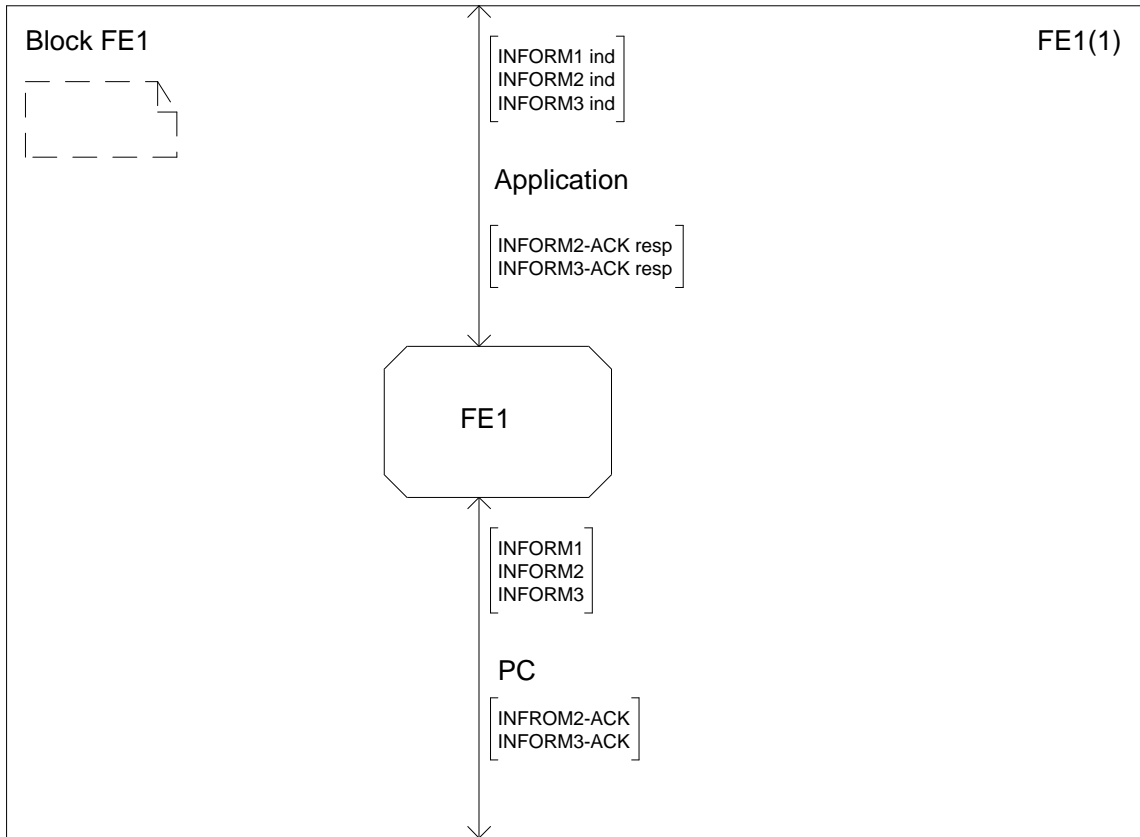 Block FE1
FE1(1)
INFORM1 ind
INFORM2 ind
INFORM3 ind
Application
INFORM2-ACK resp
INFORM3-ACK resp
FE1
INFORM1
INFORM2
INFORM3
PC
INFROM2-ACK
INFORM3-ACK